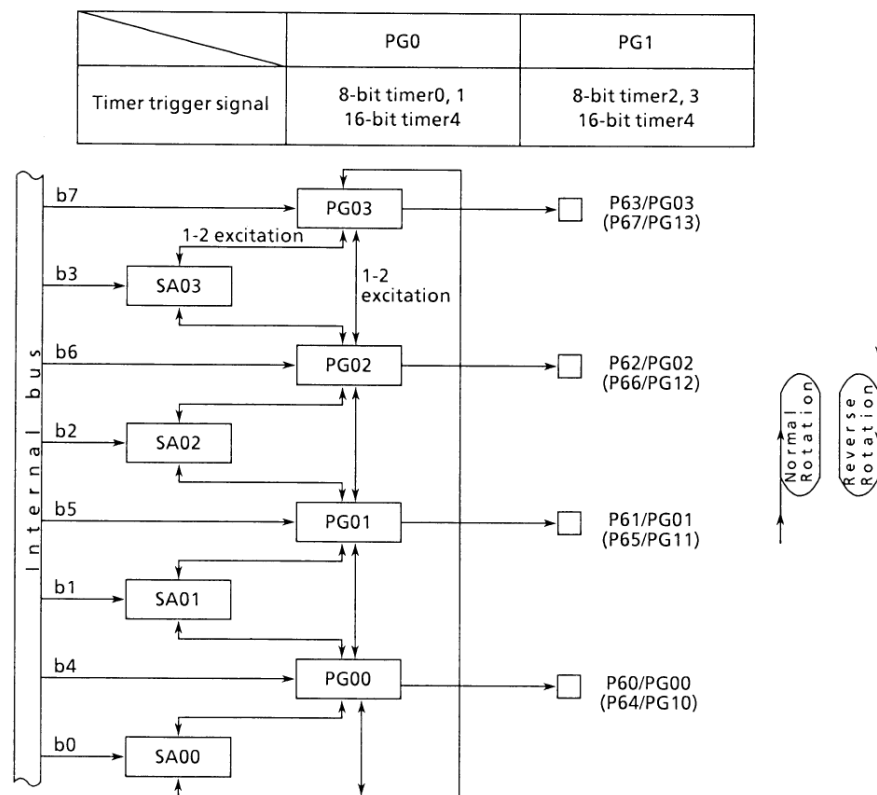 PG0
PG1
Timer trigger signal
8-bit timer0, 1
16-bit timer4
8-bit timer2, 3
16-bit timer4
Internal bus
b7
PG03
P63/PG03
(P67/PG13)
1-2 excitation
b3
SA03
1-2
excitation
b6
PG02
P62/PG02
(P66/PG12)
b2
SA02
Normal
Rotation
Reverse
Rotation
b5
PG01
P61/PG01
(P65/PG11)
b1
SA01
b4
PG00
P60/PG00
(P64/PG10)
b0
SA00